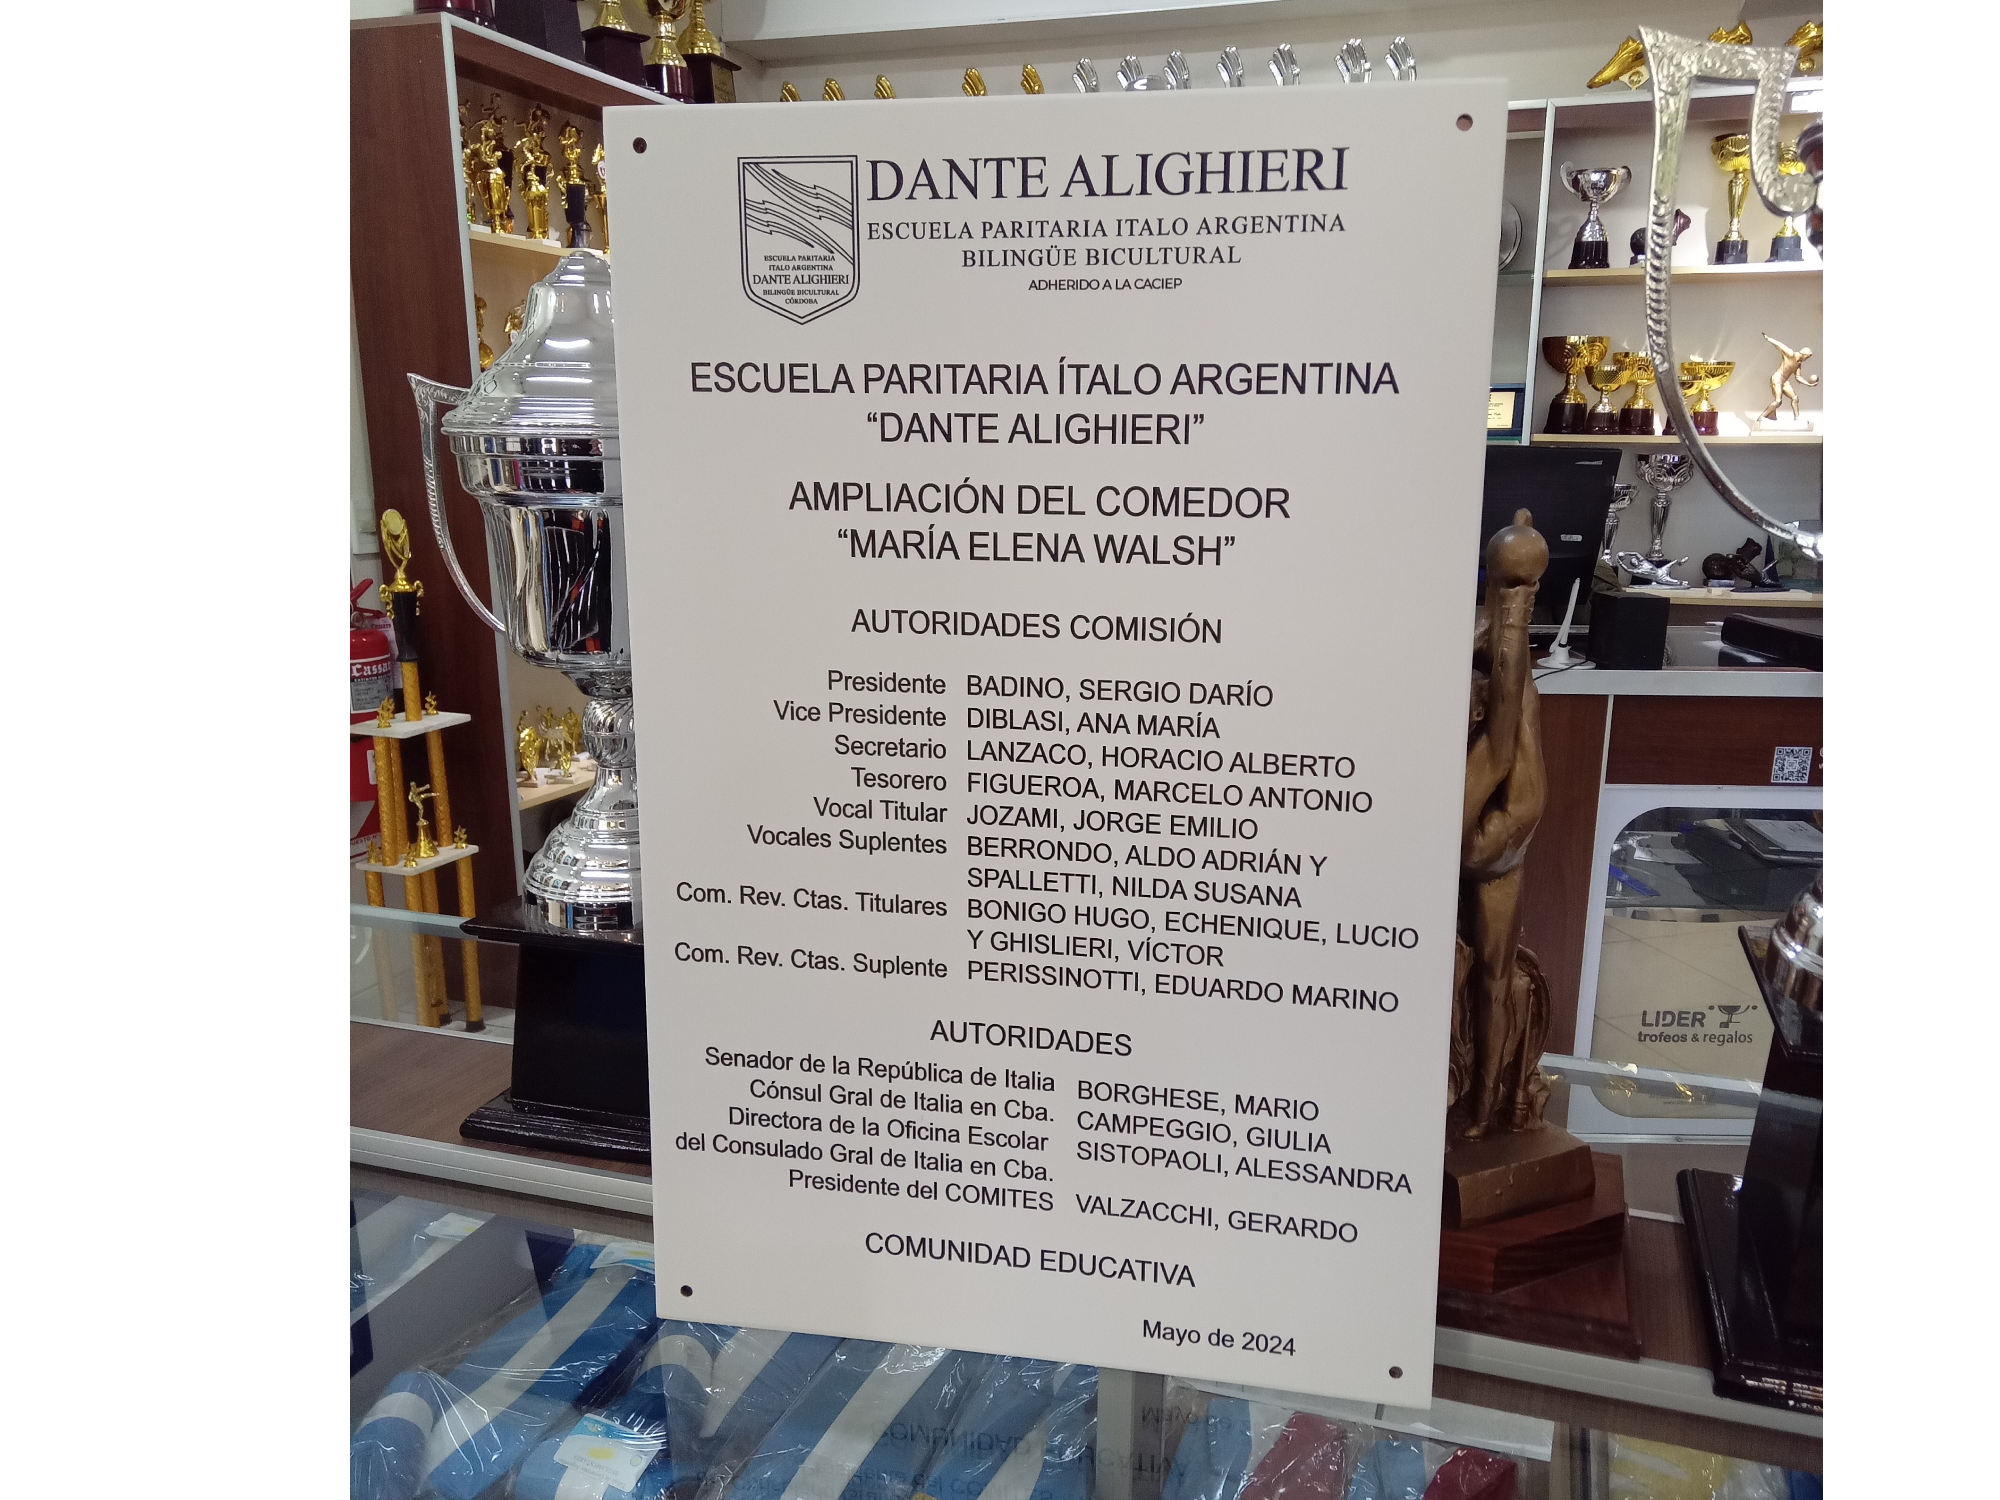 DANTE ALIGHIERI
ESCUELA PARITARIA ITALO ARGENTINA
BILINGÜE BICULTURAL
ADHERIDO A LA CACIEP
ESCUELA PARITARIA
ITALO ARGENTINA
DANTE ALIGHIERI
BILINGÜE BICULTURAL
CÓRDOBA
ESCUELA PARITARIA ÍTALO ARGENTINA
“DANTE ALIGHIERI”
AMPLIACIÓN DEL COMEDOR
“MARÍA ELENA WALSH”
AUTORIDADES COMISIÓN
Presidente BADINO, SERGIO DARÍO
Vice Presidente DIBLASI, ANA MARÍA
Secretario LANZACO, HORACIO ALBERTO
Tesorero FIGUEROA, MARCELO ANTONIO
Vocal Titular JOZAMI, JORGE EMILIO
Vocales Suplentes BERRONDO, ALDO ADRIÁN Y
SPALLETTI, NILDA SUSANA
Com. Rev. Ctas. Titulares BONIGO HUGO, ECHENIQUE, LUCIO
Y GHISLIERI, VÍCTOR
Com. Rev. Ctas. Suplente PERISSINOTTI, EDUARDO MARINO
AUTORIDADES
Senador de la República de Italia BORGHESE, MARIO
Cónsul Gral de Italia en Cba. CAMPEGGIO, GIULIA
Directora de la Oficina Escolar SISTOPAOLI, ALESSANDRA
del Consulado Gral de Italia en Cba.
Presidente del COMITES VALZACCHI, GERARDO
COMUNIDAD EDUCATIVA
Mayo de 2024
LIDER
trofeos & regalos
Cassa